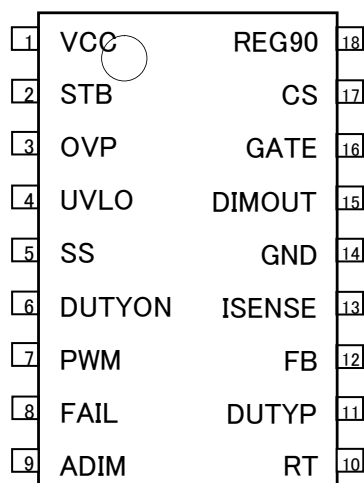 1 VCC REG90 18
2 STB CS 17
3 OVP GATE 16
4 UVLO DIMOUT 15
5 SS GND 14
6 DUTYON ISENSE 13
7 PWM FB 12
8 FAIL DUTYP 11
9 ADIM RT 10